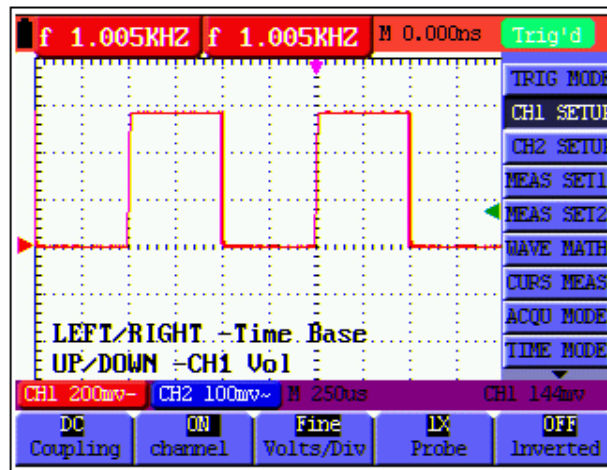 f 1.005KHZ f 1.005KHZ M 0.000ns Trig'd
TRIG MODE
CH1 SETUP
CH2 SETUP
MEAS SET1
MEAS SET2
WAVE MATH
CURS MEAS
ACQU MODE
TIME MODE
LEFT/RIGHT -Time Base
UP/DOWN -CH1 Vol
CH1 200mv- CH2 100mv~ M 250us CH1 144mv
DC ON Fine 1X OFF
Coupling channel Volts/Div Probe Inverted